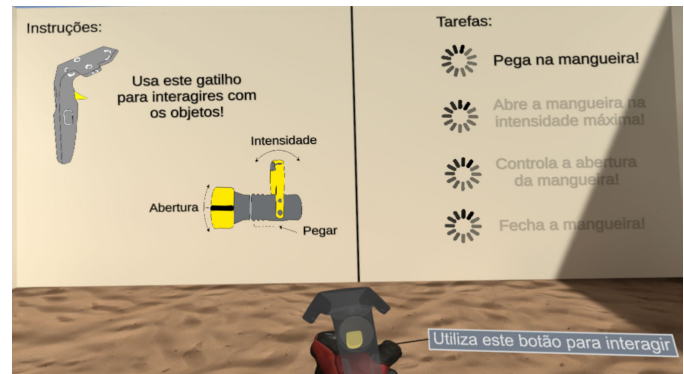 Instruções:
Usa este gatilho
para interagires com
os objetos!
Intensidade
Abertura
Pegar
Tarefas:
Pega na mangueira!
Abre a mangueira na
intensidade máxima!
Controla a abertura
da mangueira!
Fecha a mangueira!
Utiliza este botão para interagir